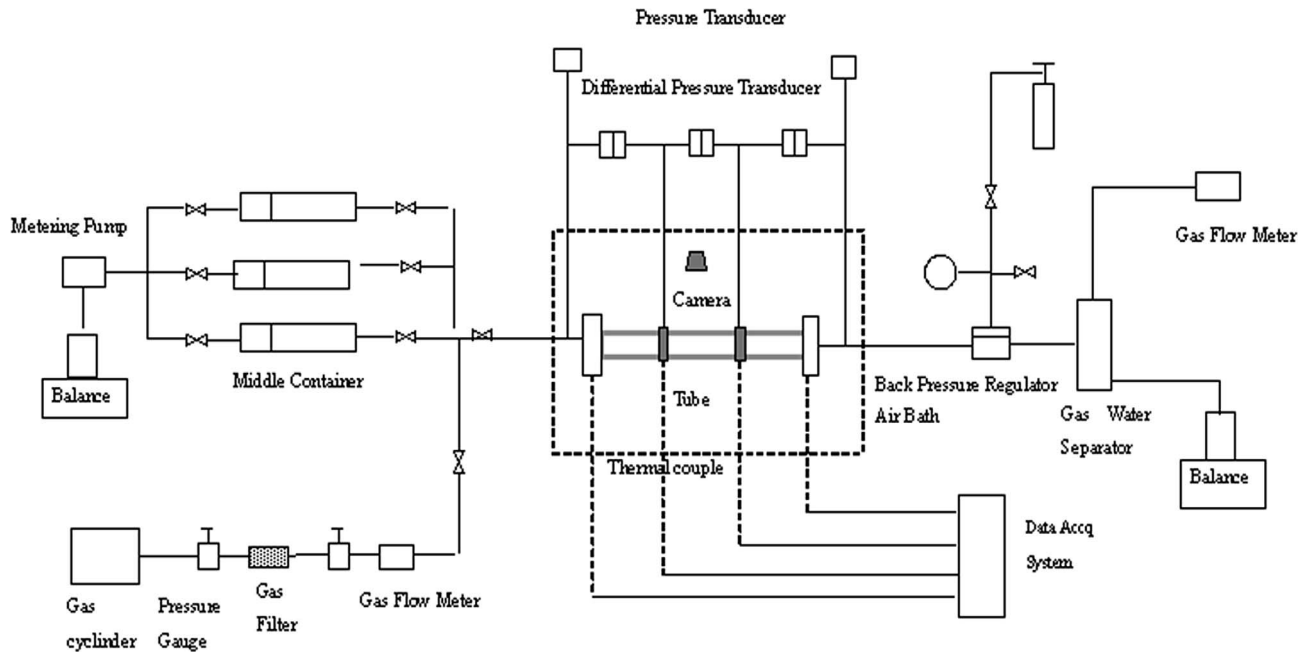 Pressure Transducer
Differential Pressure Transducer
Metering Pump
Gas Flow Meter
Camera
Middle Container
Balance
Tube
Back Pressure Regulator
Air Bath
Gas Water
Separator
Thermal couple
Balance
Data Accq
System
Gas
cyclinder
Pressure
Gauge
Gas
Filter
Gas Flow Meter